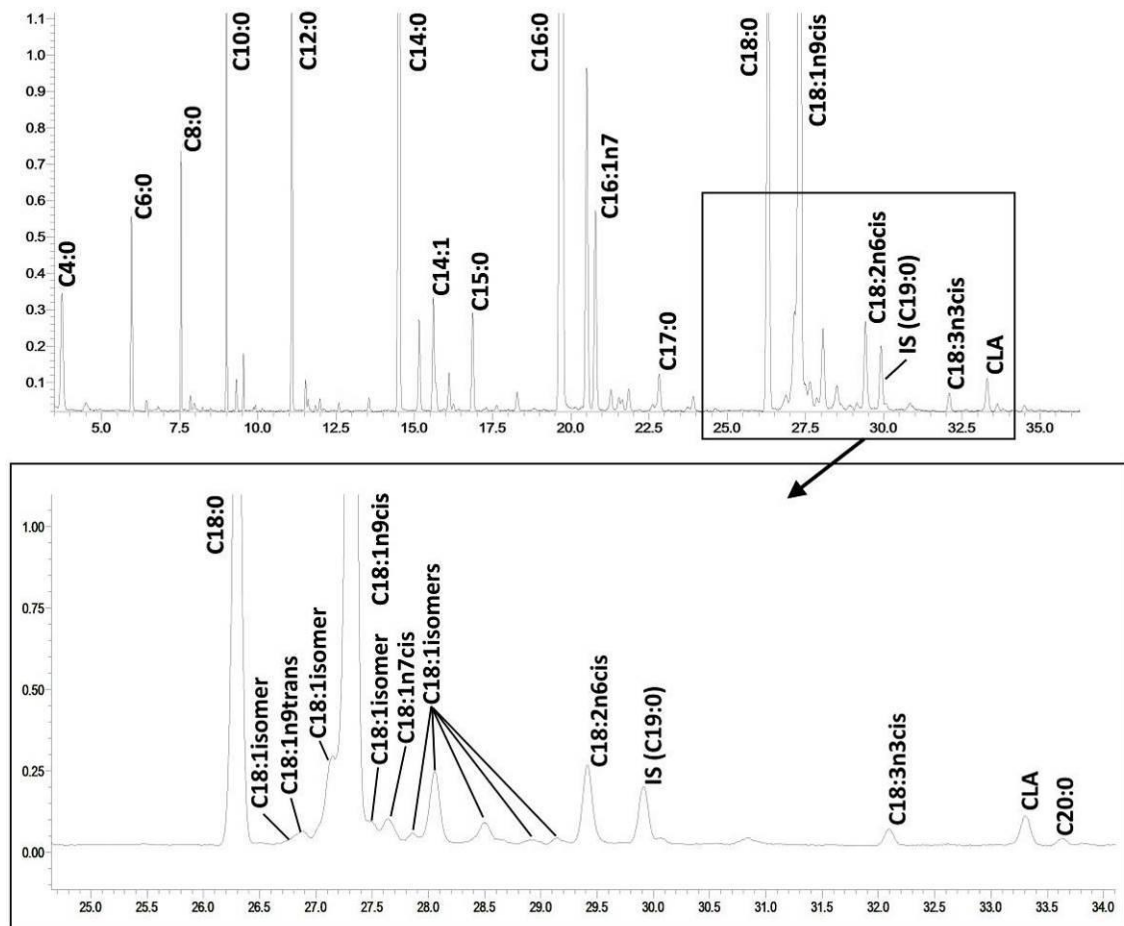 1.1
1.0
0.9
0.8
0.7
0.6
0.5
0.4
0.3
0.2
0.1
C4:0
C6:0
C8:0
C10:0
C12:0
C14:0
C14:1
C15:0
C16:0
C16:1n7
C17:0
C18:0
C18:1n9cis
C18:2n6cis
IS (C19:0)
C18:3n3cis
CLA
5.0 7.5 10.0 12.5 15.0 17.5 20.0 22.5 25.0 27.5 30.0 32.5 35.0
1.00
0.75
0.50
0.25
0.00
C18:0
C18:1isomer
C18:1n9trans
C18:1isomer
C18:1n9cis
C18:1isomer
C18:1n7cis
C18:1isomers
C18:2n6cis
IS (C19:0)
C18:3n3cis
CLA
C20:0
25.0 25.5 26.0 26.5 27.0 27.5 28.0 28.5 29.0 29.5 30.0 30.5 31.0 31.5 32.0 32.5 33.0 33.5 34.0